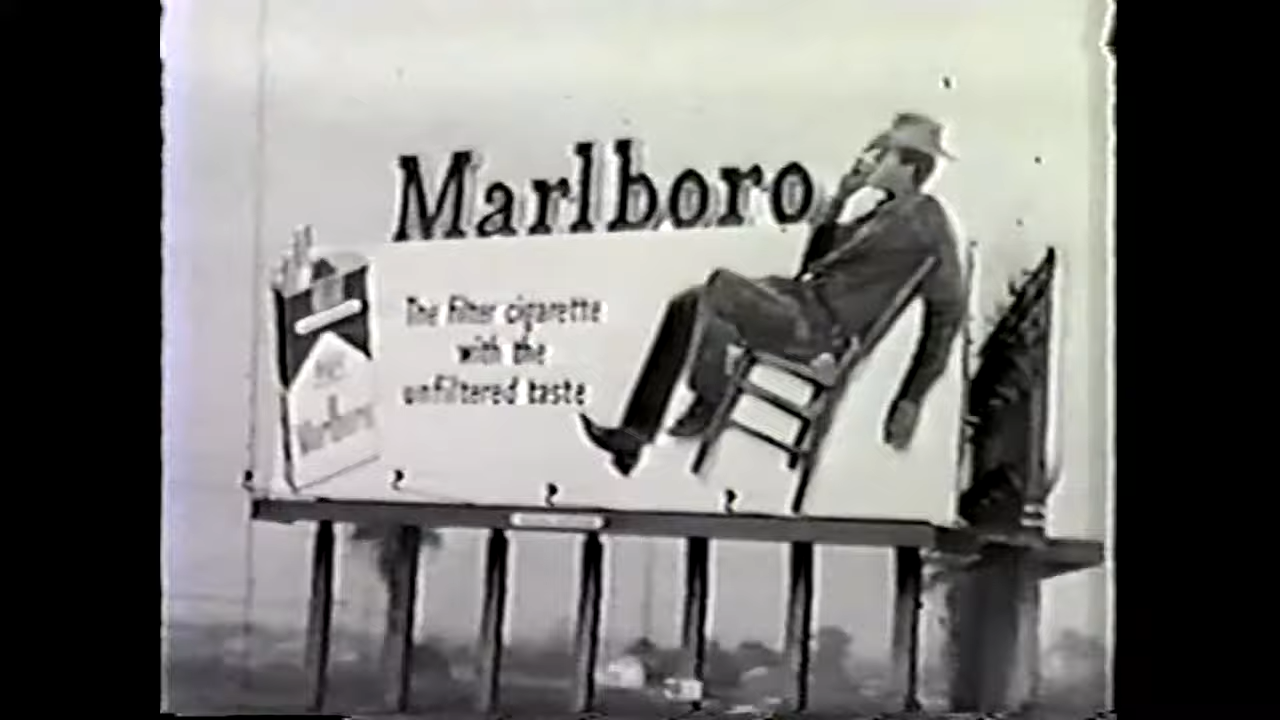 Marlboro
The filter cigarette
with the
unfiltered taste